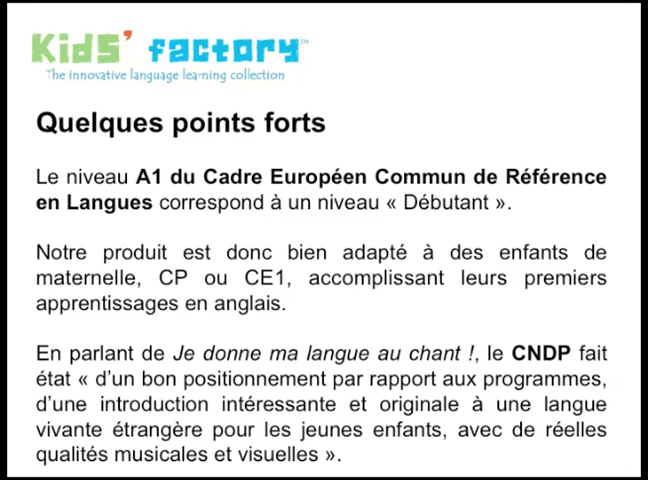 Kids' factory™
The innovative language learning collection
Quelques points forts
Le niveau A1 du Cadre Européen Commun de Référence
en Langues correspond à un niveau « Débutant ».
Notre produit est donc bien adapté à des enfants de
maternelle, CP ou CE1, accomplissant leurs premiers
apprentissages en anglais.
En parlant de Je donne ma langue au chant !, le CNDP fait
état « d’un bon positionnement par rapport aux programmes,
d’une introduction intéressante et originale à une langue
vivante étrangère pour les jeunes enfants, avec de réelles
qualités musicales et visuelles ».